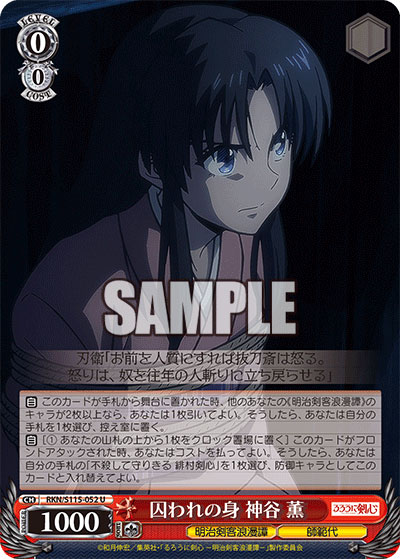 LEVEL
0
0
COST
SAMPLE
刃衛「お前を人質にすれば抜刀斎は怒る。
怒りは、奴を往年の人斬りに立ち戻らせる」
自 このカードが手札から舞台に置かれた時、他のあなたの《明治剣客浪漫譚》
のキャラが2枚以上なら、あなたは1枚引いてよい。そうしたら、あなたは自分の
手札を1枚選び、控え室に置く。
自 [⑴ あなたの山札の上から1枚をクロック置場に置く] このカードがフロ
ントアタックされた時、あなたはコストを払ってよい。そうしたら、あなたは
自分の手札の「不殺して守りきる 緋村剣心」を1枚選び、防御キャラとしてこの
カードと入れ替える。
CH RKN/S115-052 U
1000
囚われの身 神谷 薫
るろうに剣心
明治剣客浪漫譚
師範代
©和月伸宏/集英社・「るろうに剣心 -明治剣客浪漫譚-」製作委員会